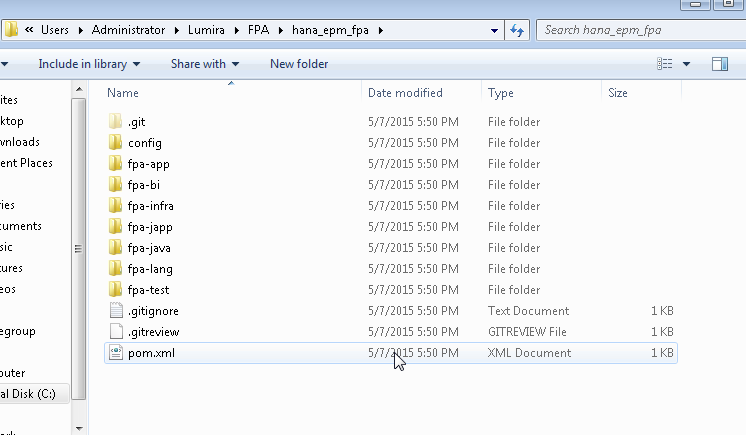 « Users Administrator Lumira FPA hana_epm_fpa Search hana_epm_fpa
Include in library Share with New folder
Name Date modified Type Size
.git 5/7/2015 5:50 PM File folder
config 5/7/2015 5:50 PM File folder
fpa-app 5/7/2015 5:50 PM File folder
fpa-bi 5/7/2015 5:50 PM File folder
fpa-infra 5/7/2015 5:50 PM File folder
fpa-japp 5/7/2015 5:50 PM File folder
fpa-java 5/7/2015 5:50 PM File folder
fpa-lang 5/7/2015 5:50 PM File folder
fpa-test 5/7/2015 5:50 PM File folder
.gitignore 5/7/2015 5:50 PM Text Document 1 KB
.gitreview 5/7/2015 5:50 PM GITREVIEW File 1 KB
pom.xml 5/7/2015 5:50 PM XML Document 1 KB
ites
ktop
wnloads
ent Places
ries
cuments
sic
tures
eos
egroup
puter
al Disk (C:)